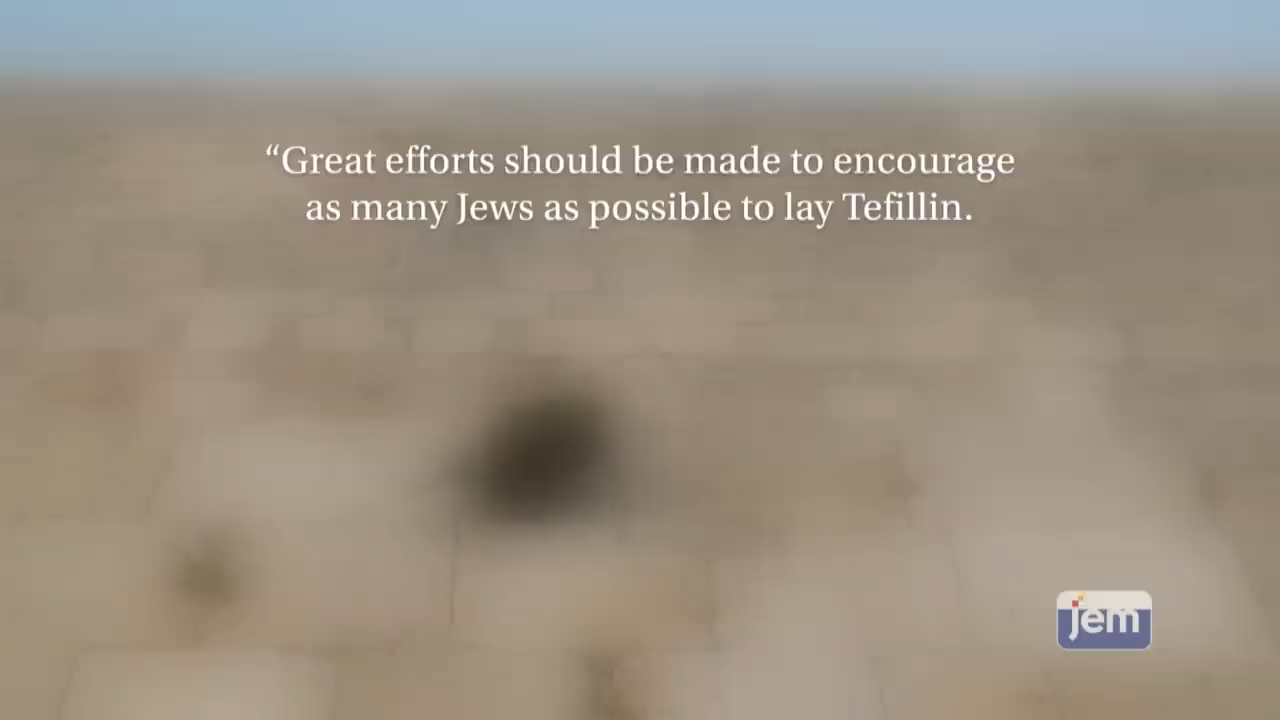 “Great efforts should be made to encourage
as many Jews as possible to lay Tefillin.
jem